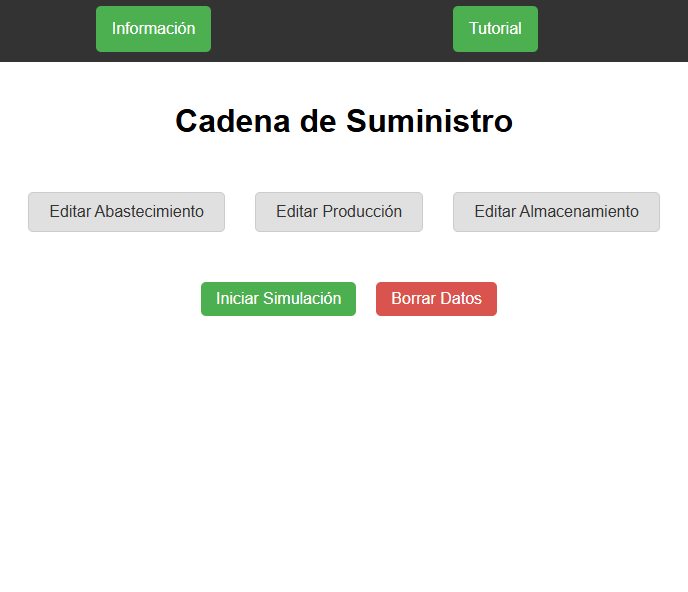 Información Tutorial
Cadena de Suministro
Editar Abastecimiento Editar Producción Editar Almacenamiento
Iniciar Simulación Borrar Datos